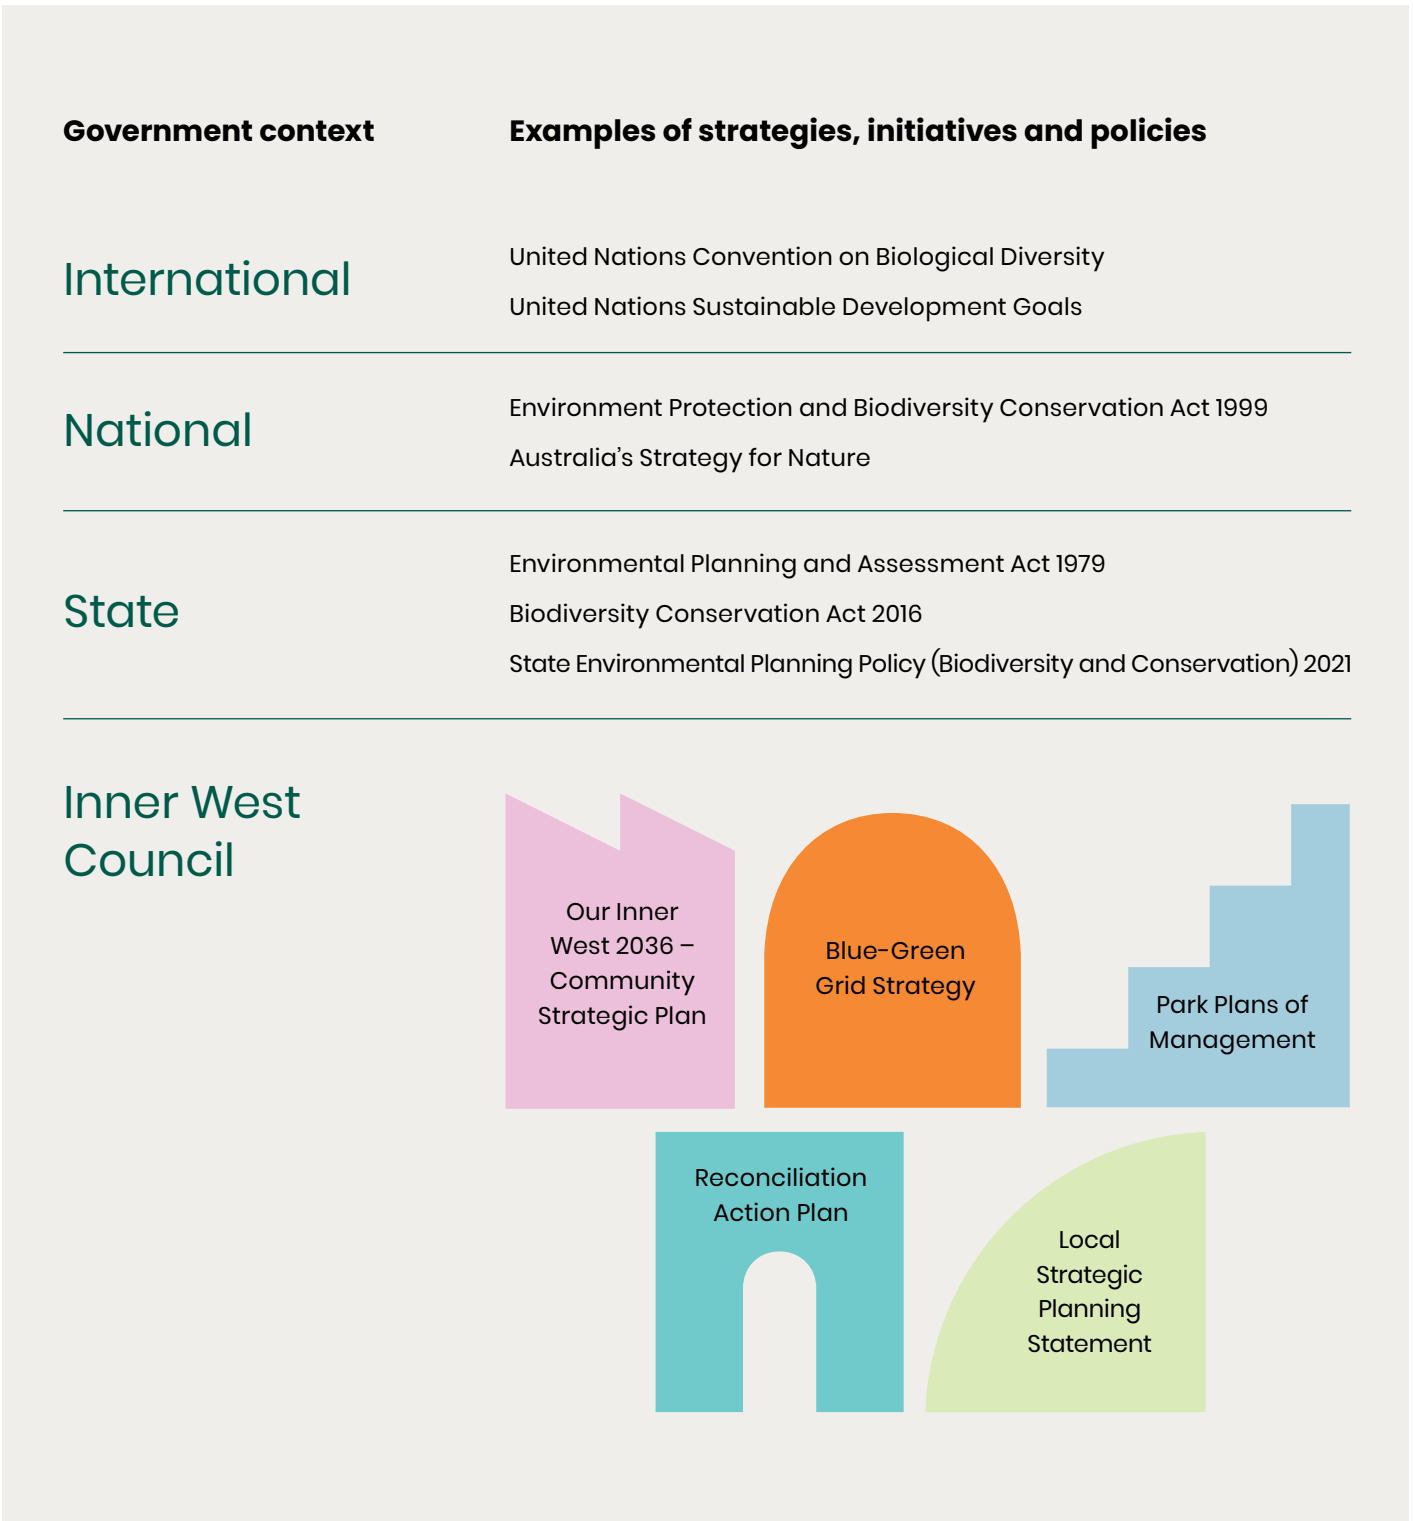 Government context
Examples of strategies, initiatives and policies
International
United Nations Convention on Biological Diversity
United Nations Sustainable Development Goals
National
Environment Protection and Biodiversity Conservation Act 1999
Australia’s Strategy for Nature
State
Environmental Planning and Assessment Act 1979
Biodiversity Conservation Act 2016
State Environmental Planning Policy (Biodiversity and Conservation) 2021
Inner West
Council
Our Inner
West 2036 –
Community
Strategic Plan
Blue-Green
Grid Strategy
Park Plans of
Management
Reconciliation
Action Plan
Local
Strategic
Planning
Statement